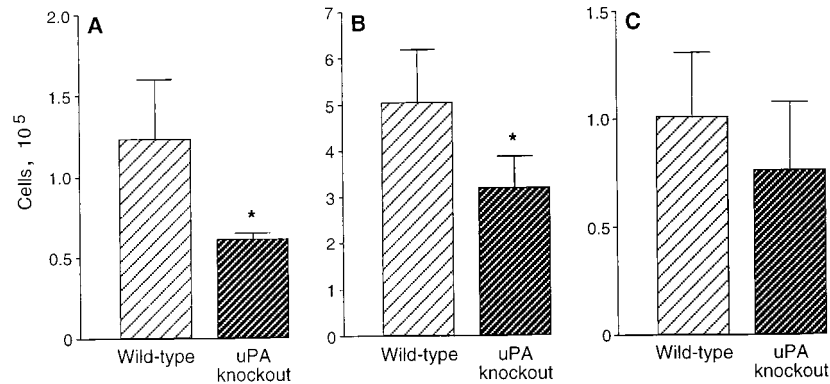 A
Cells, 10⁵
2.0
1.5
1.0
0.5
0
Wild-type
uPA
knockout
*
B
7
6
5
4
3
2
1
0
Wild-type
uPA
knockout
*
C
1.5
1.0
0.5
0
Wild-type
uPA
knockout